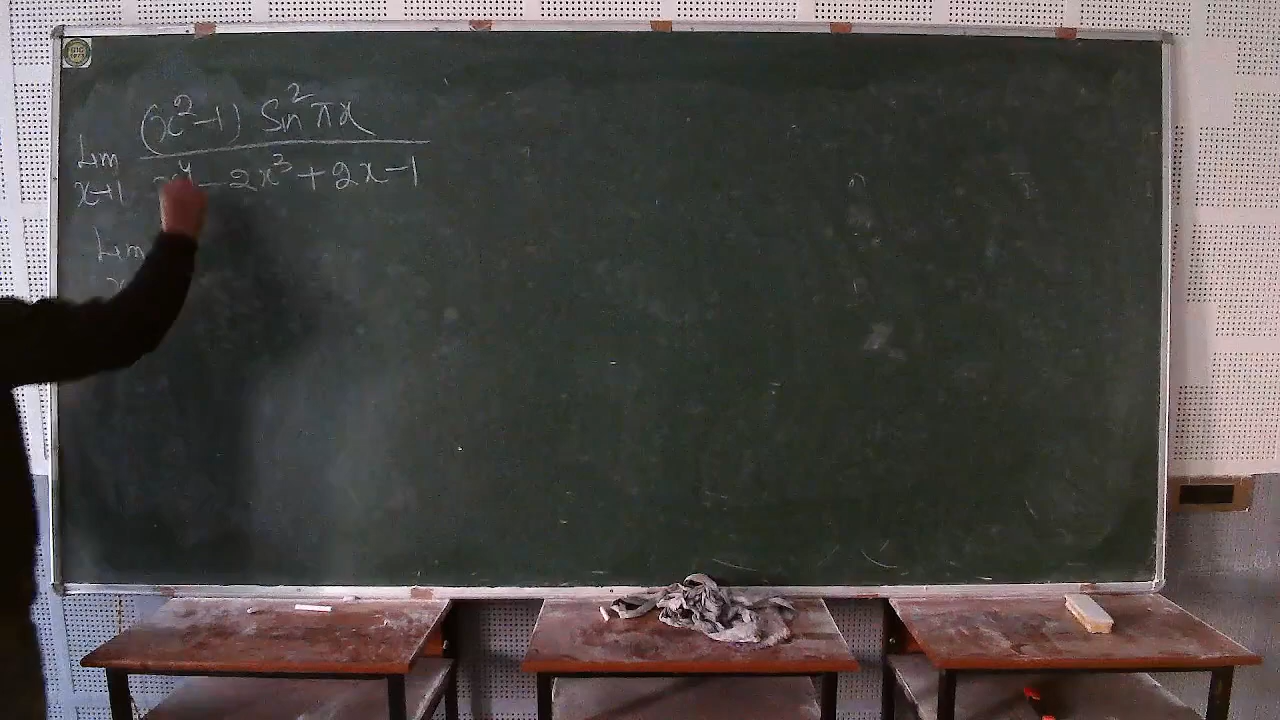 (x²-1) Sin²πx
Lim
x→1 x⁴-2x³+2x-1
Lim
x